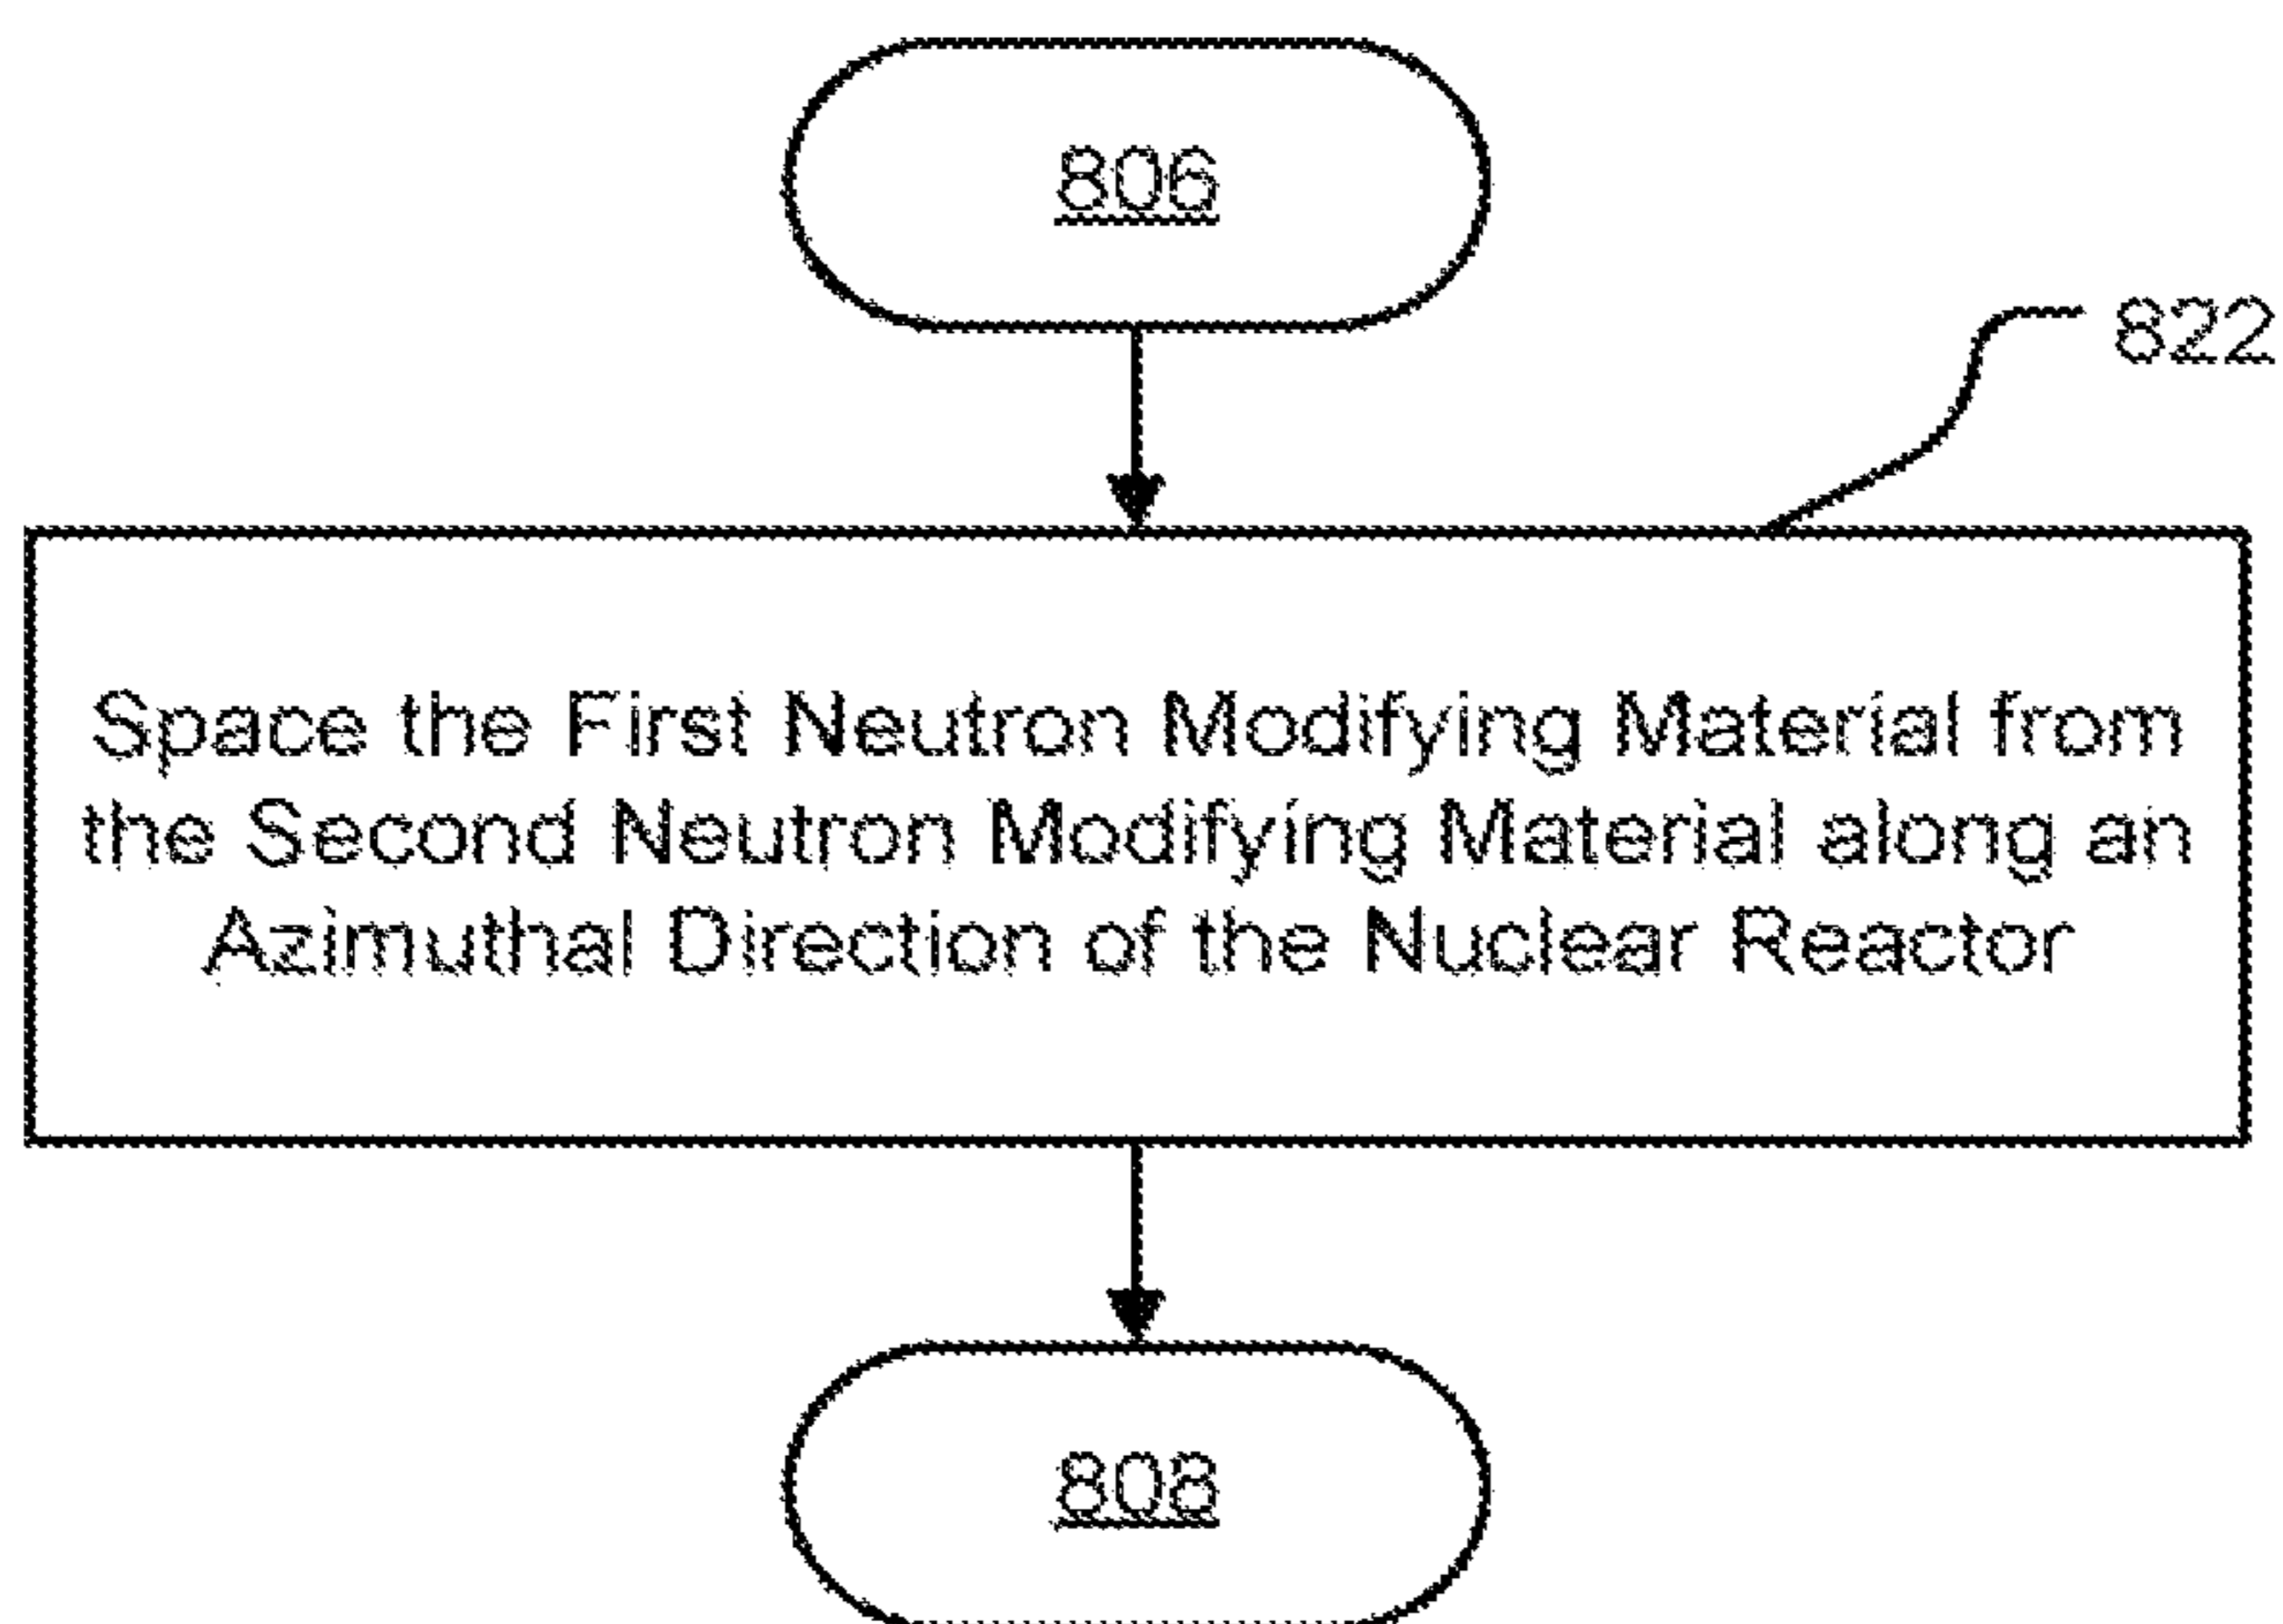 806
822
Space the First Neutron Modifying Material from
the Second Neutron Modifying Material along an
Azimuthal Direction of the Nuclear Reactor
808